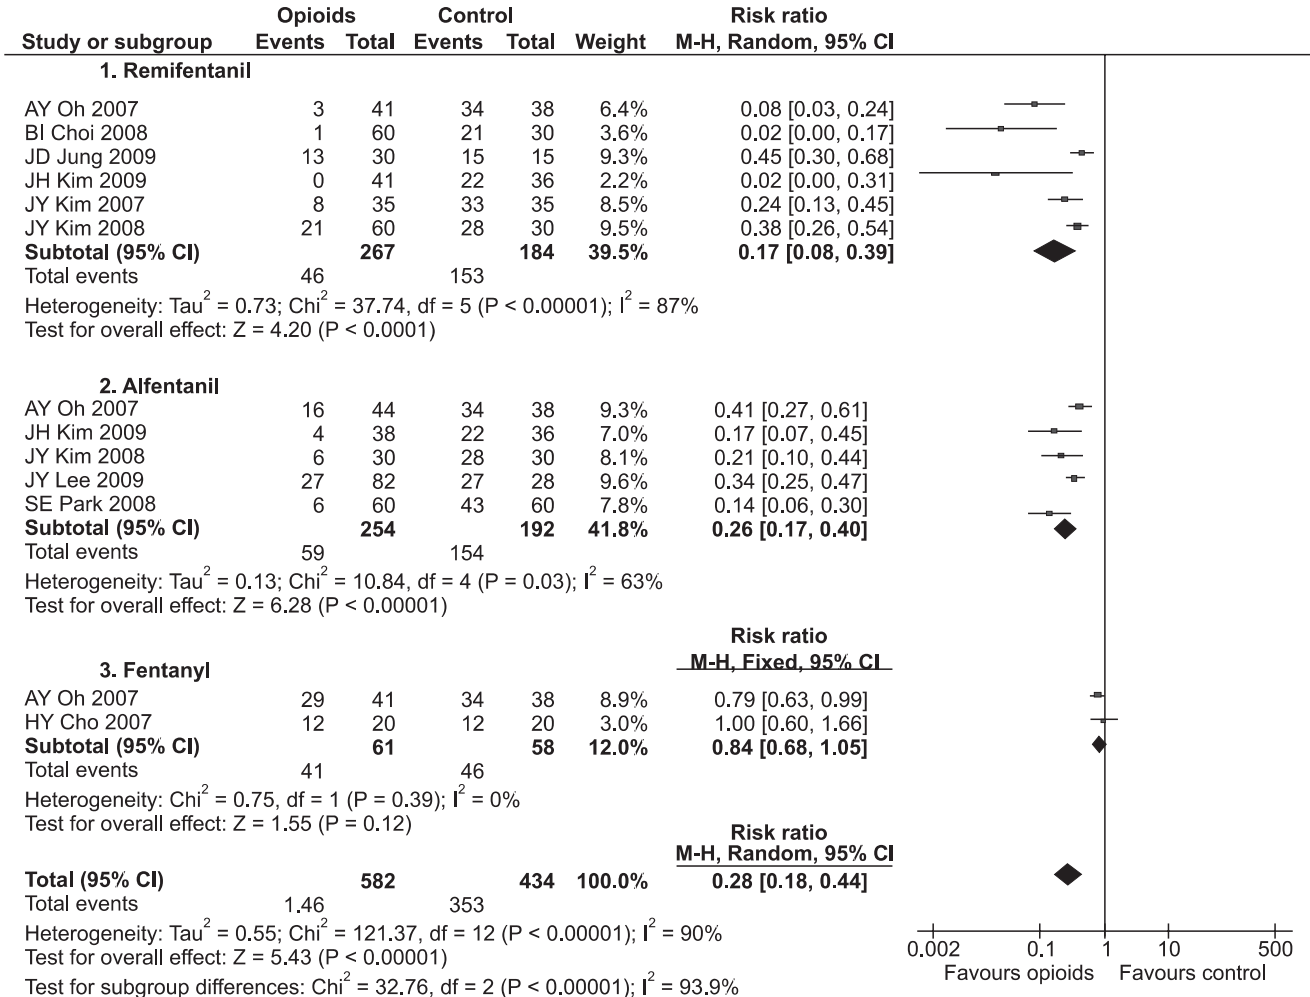 Opioids Control Risk ratio
Study or subgroup Events Total Events Total Weight M-H, Random, 95% CI
1. Remifentanil
AY Oh 2007 3 41 34 38 6.4% 0.08 [0.03, 0.24]
BI Choi 2008 1 60 21 30 3.6% 0.02 [0.00, 0.17]
JD Jung 2009 13 30 15 15 9.3% 0.45 [0.30, 0.68]
JH Kim 2009 0 41 22 36 2.2% 0.02 [0.00, 0.31]
JY Kim 2007 8 35 33 35 8.5% 0.24 [0.13, 0.45]
JY Kim 2008 21 60 28 30 9.5% 0.38 [0.26, 0.54]
Subtotal (95% CI) 267 184 39.5% 0.17 [0.08, 0.39]
Total events 46 153
Heterogeneity: Tau² = 0.73; Chi² = 37.74, df = 5 (P < 0.00001); I² = 87%
Test for overall effect: Z = 4.20 (P < 0.0001)
2. Alfentanil
AY Oh 2007 16 44 34 38 9.3% 0.41 [0.27, 0.61]
JH Kim 2009 4 38 22 36 7.0% 0.17 [0.07, 0.45]
JY Kim 2008 6 30 28 30 8.1% 0.21 [0.10, 0.44]
JY Lee 2009 27 82 27 28 9.6% 0.34 [0.25, 0.47]
SE Park 2008 6 60 43 60 7.8% 0.14 [0.06, 0.30]
Subtotal (95% CI) 254 192 41.8% 0.26 [0.17, 0.40]
Total events 59 154
Heterogeneity: Tau² = 0.13; Chi² = 10.84, df = 4 (P = 0.03); I² = 63%
Test for overall effect: Z = 6.28 (P < 0.00001)
Risk ratio
3. Fentanyl M-H, Fixed, 95% CI
AY Oh 2007 29 41 34 38 8.9% 0.79 [0.63, 0.99]
HY Cho 2007 12 20 12 20 3.0% 1.00 [0.60, 1.66]
Subtotal (95% CI) 61 58 12.0% 0.84 [0.68, 1.05]
Total events 41 46
Heterogeneity: Chi² = 0.75, df = 1 (P = 0.39); I² = 0%
Test for overall effect: Z = 1.55 (P = 0.12)
Risk ratio
M-H, Random, 95% CI
Total (95% CI) 582 434 100.0% 0.28 [0.18, 0.44]
Total events 1.46 353
Heterogeneity: Tau² = 0.55; Chi² = 121.37, df = 12 (P < 0.00001); I² = 90%
Test for overall effect: Z = 5.43 (P < 0.00001)
Test for subgroup differences: Chi² = 32.76, df = 2 (P < 0.00001); I² = 93.9%
0.002 0.1 1 10 500
Favours opioids Favours control